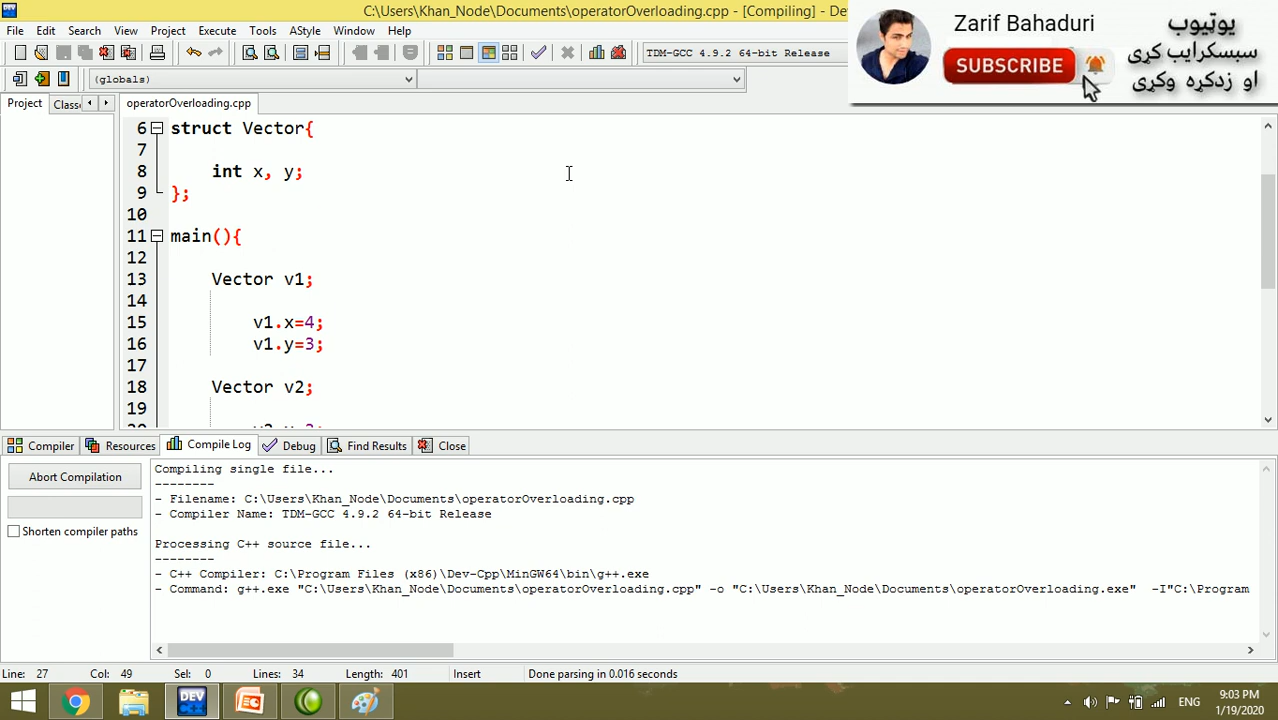 C:\Users\Khan_Node\Documents\operatorOverloading.cpp - [Compiling] - De
File Edit Search View Project Execute Tools AStyle Window Help
TDM-GCC 4.9.2 64-bit Release
(globals)
Zarif Bahaduri
SUBSCRIBE
یوټیوب
سبسکرایب کړی
او زدکړه وکړی
Project Classe operatorOverloading.cpp
6 struct Vector{
7
8 int x, y;
9 };
10
11 main(){
12
13 Vector v1;
14
15 v1.x=4;
16 v1.y=3;
17
18 Vector v2;
19
Compiler Resources Compile Log Debug Find Results Close
Abort Compilation
Shorten compiler paths
Compiling single file...
--------
- Filename: C:\Users\Khan_Node\Documents\operatorOverloading.cpp
- Compiler Name: TDM-GCC 4.9.2 64-bit Release
Processing C++ source file...
--------
- C++ Compiler: C:\Program Files (x86)\Dev-Cpp\MinGW64\bin\g++.exe
- Command: g++.exe "C:\Users\Khan_Node\Documents\operatorOverloading.cpp" -o "C:\Users\Khan_Node\Documents\operatorOverloading.exe" -I"C:\Program
Line: 27 Col: 49 Sel: 0 Lines: 34 Length: 401 Insert Done parsing in 0.016 seconds
DEV
ENG
9:03 PM
1/19/2020